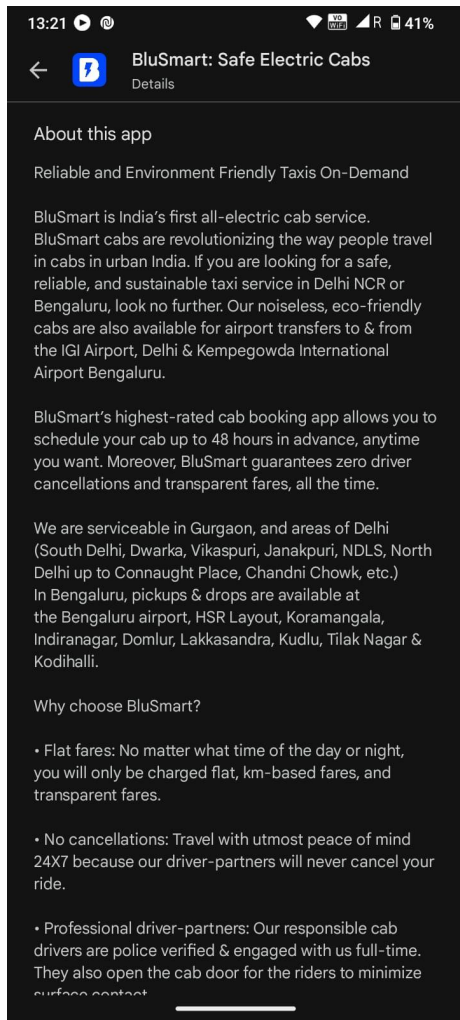 13:21
VO WiFi R 41%
BluSmart: Safe Electric Cabs
Details
About this app
Reliable and Environment Friendly Taxis On-Demand
BluSmart is India's first all-electric cab service.
BluSmart cabs are revolutionizing the way people travel
in cabs in urban India. If you are looking for a safe,
reliable, and sustainable taxi service in Delhi NCR or
Bengaluru, look no further. Our noiseless, eco-friendly
cabs are also available for airport transfers to & from
the IGI Airport, Delhi & Kempegowda International
Airport Bengaluru.
BluSmart's highest-rated cab booking app allows you to
schedule your cab up to 48 hours in advance, anytime
you want. Moreover, BluSmart guarantees zero driver
cancellations and transparent fares, all the time.
We are serviceable in Gurgaon, and areas of Delhi
(South Delhi, Dwarka, Vikaspuri, Janakpuri, NDLS, North
Delhi up to Connaught Place, Chandni Chowk, etc.)
In Bengaluru, pickups & drops are available at
the Bengaluru airport, HSR Layout, Koramangala,
Indiranagar, Domlur, Lakkasandra, Kudlu, Tilak Nagar &
Kodihalli.
Why choose BluSmart?
• Flat fares: No matter what time of the day or night,
you will only be charged flat, km-based fares, and
transparent fares.
• No cancellations: Travel with utmost peace of mind
24X7 because our driver-partners will never cancel your
ride.
• Professional driver-partners: Our responsible cab
drivers are police verified & engaged with us full-time.
They also open the cab door for the riders to minimize
surface contact